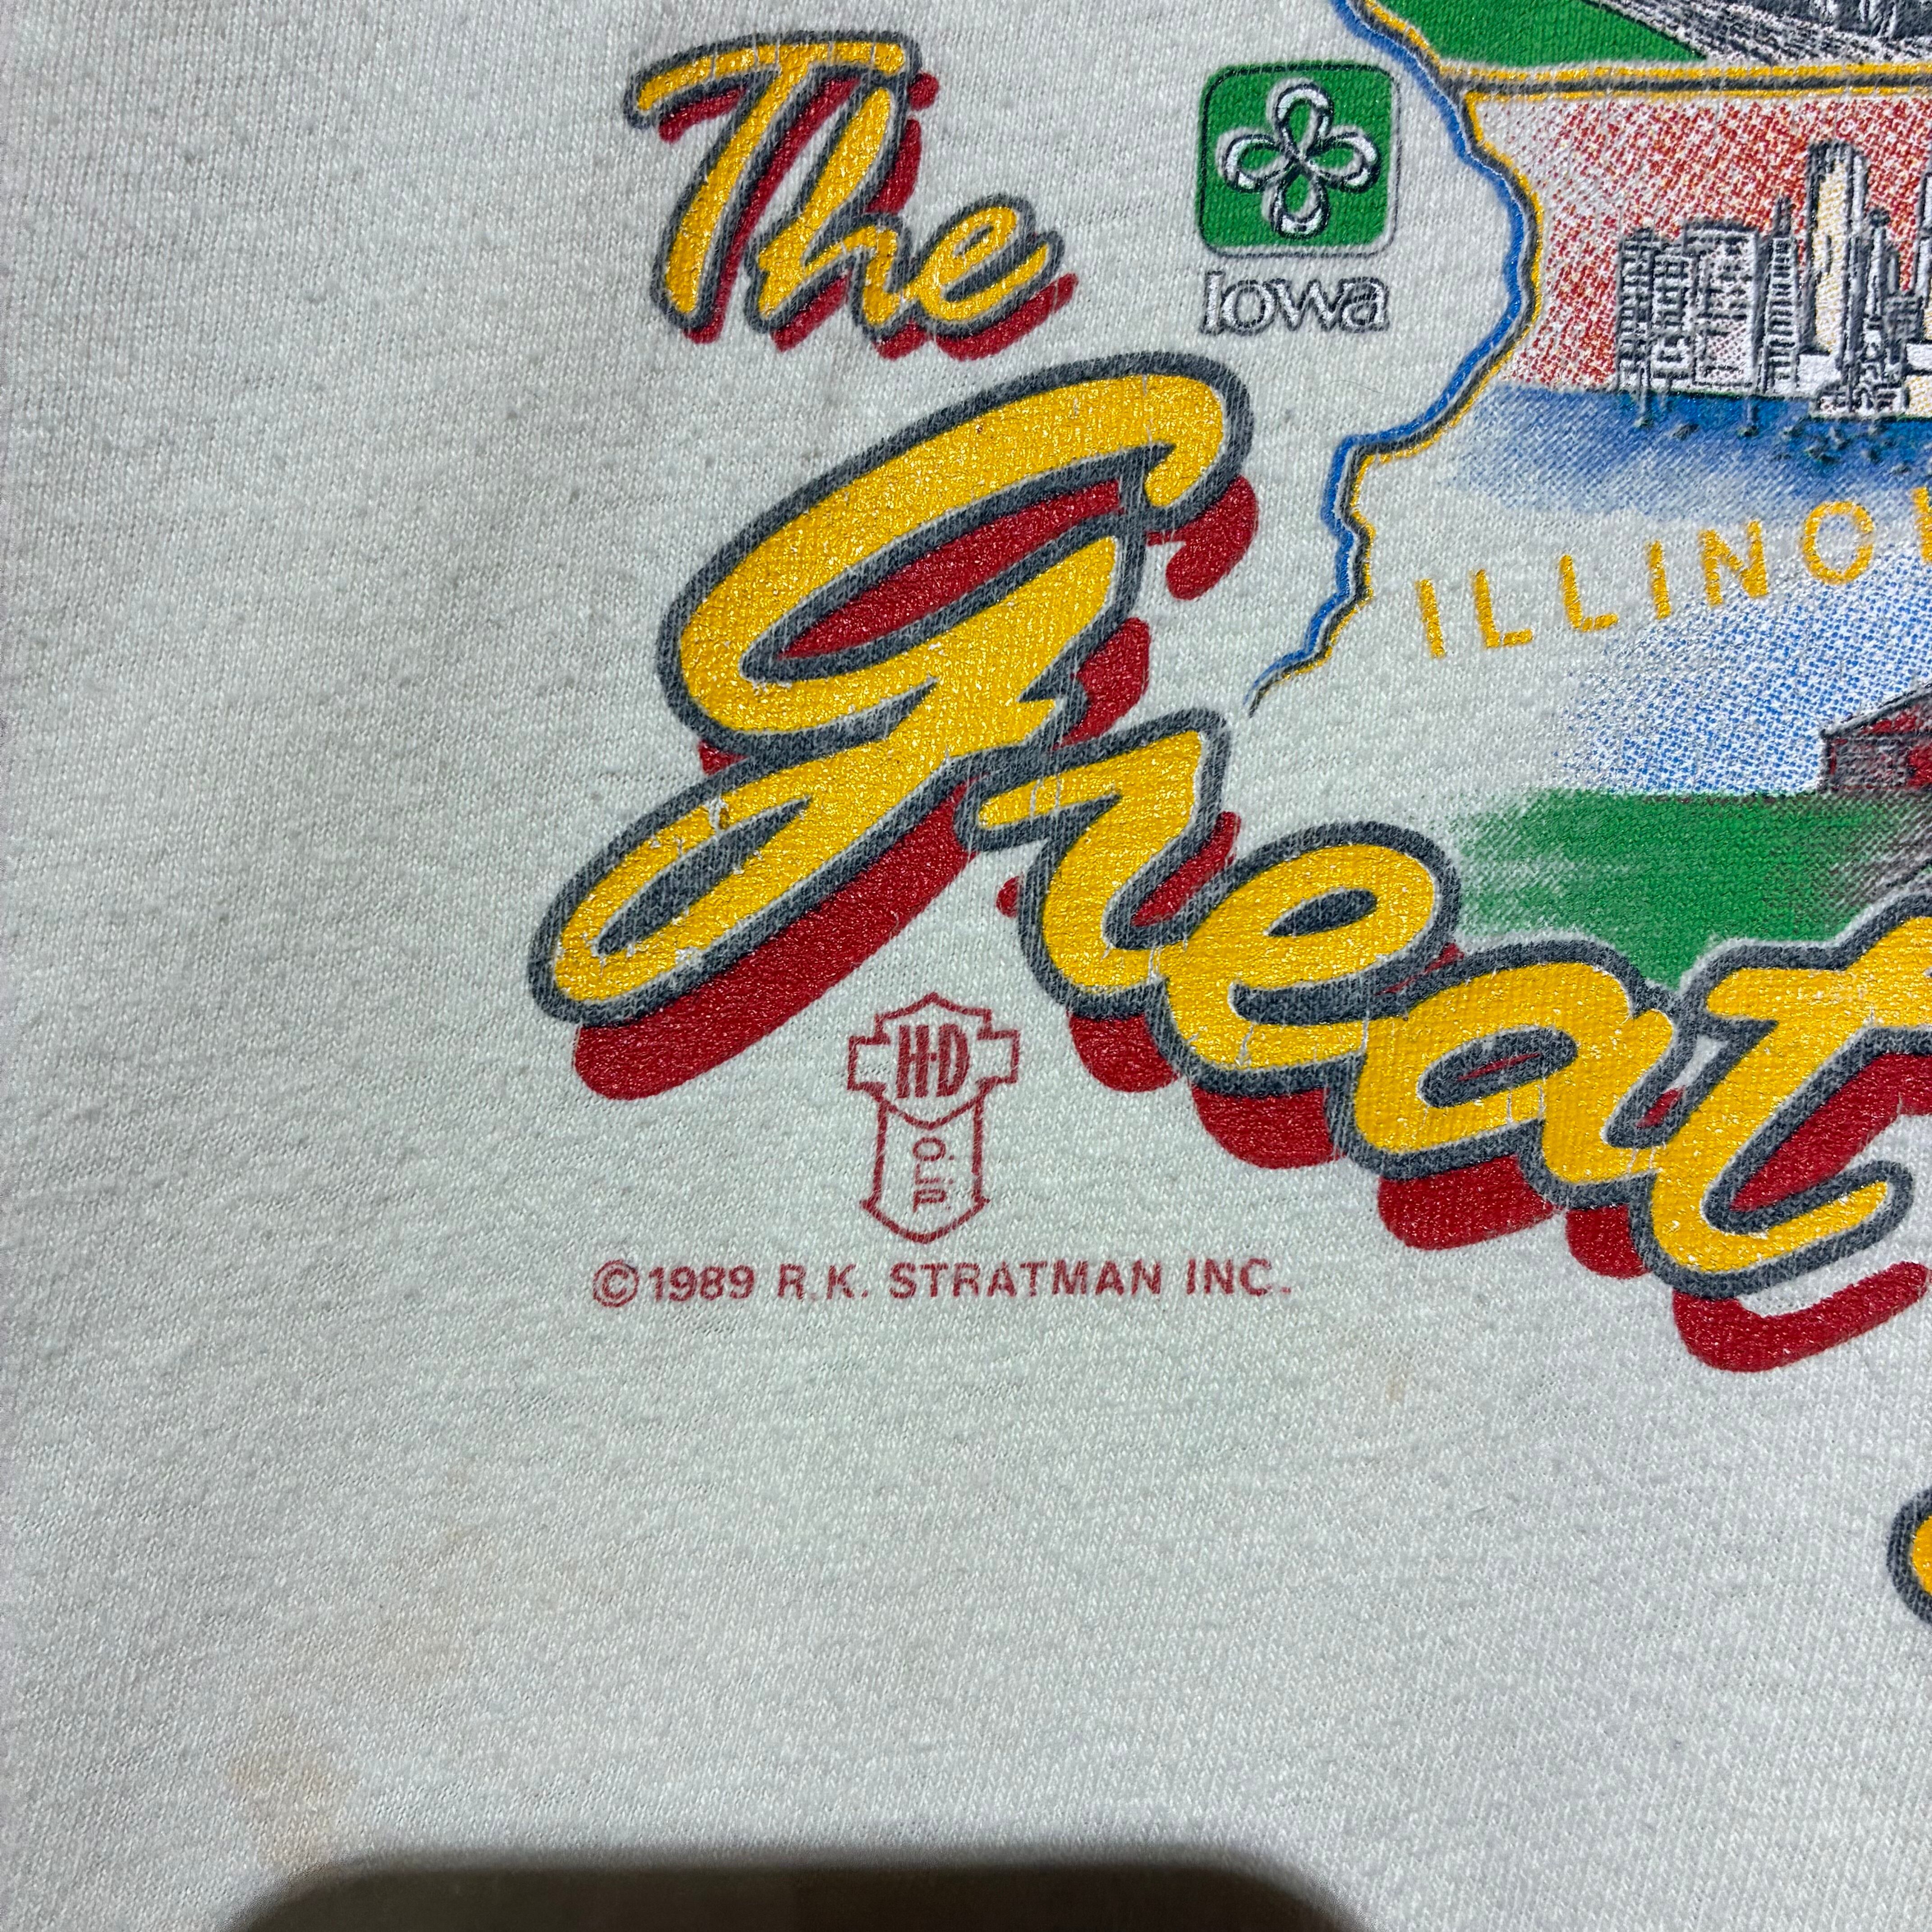 The
Iowa
Great
ILLINO
H-D
©1989 R.K. STRATMAN INC.